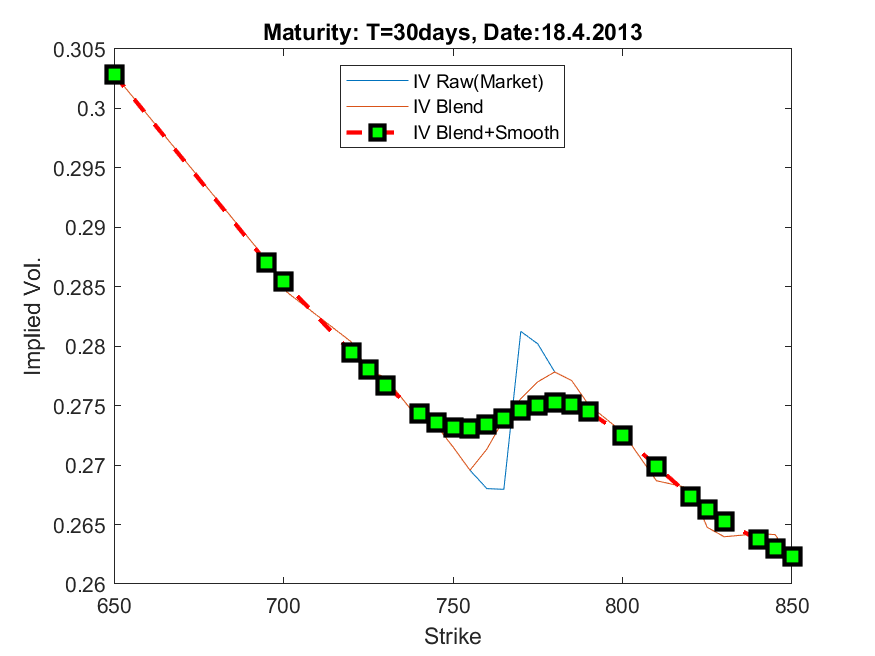 Maturity: T=30days, Date:18.4.2013
0.305
0.3
0.295
0.29
0.285
0.28
0.275
0.27
0.265
0.26
Implied Vol.
IV Raw(Market)
IV Blend
IV Blend+Smooth
650
700
750
800
850
Strike